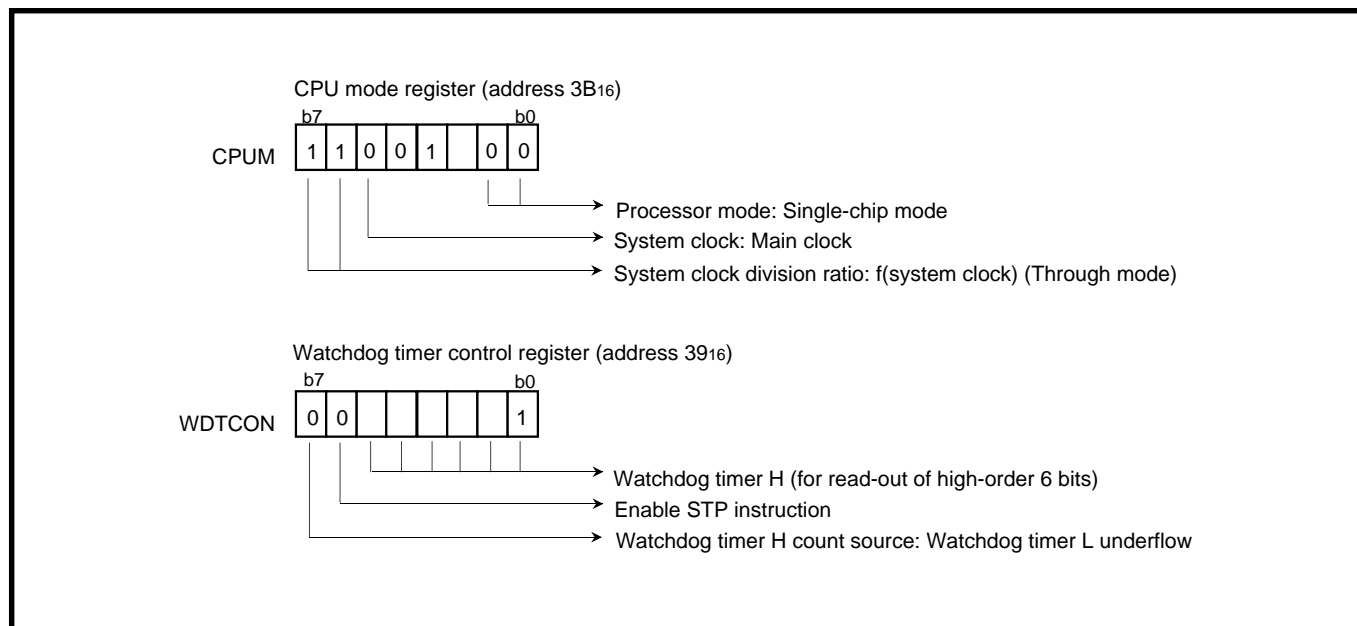 CPU mode register (address 3B16)
b7 b0
CPUM 1 1 0 0 1 0 0
Processor mode: Single-chip mode
System clock: Main clock
System clock division ratio: f(system clock) (Through mode)
Watchdog timer control register (address 3916)
b7 b0
WDTCON 0 0 1
Watchdog timer H (for read-out of high-order 6 bits)
Enable STP instruction
Watchdog timer H count source: Watchdog timer L underflow